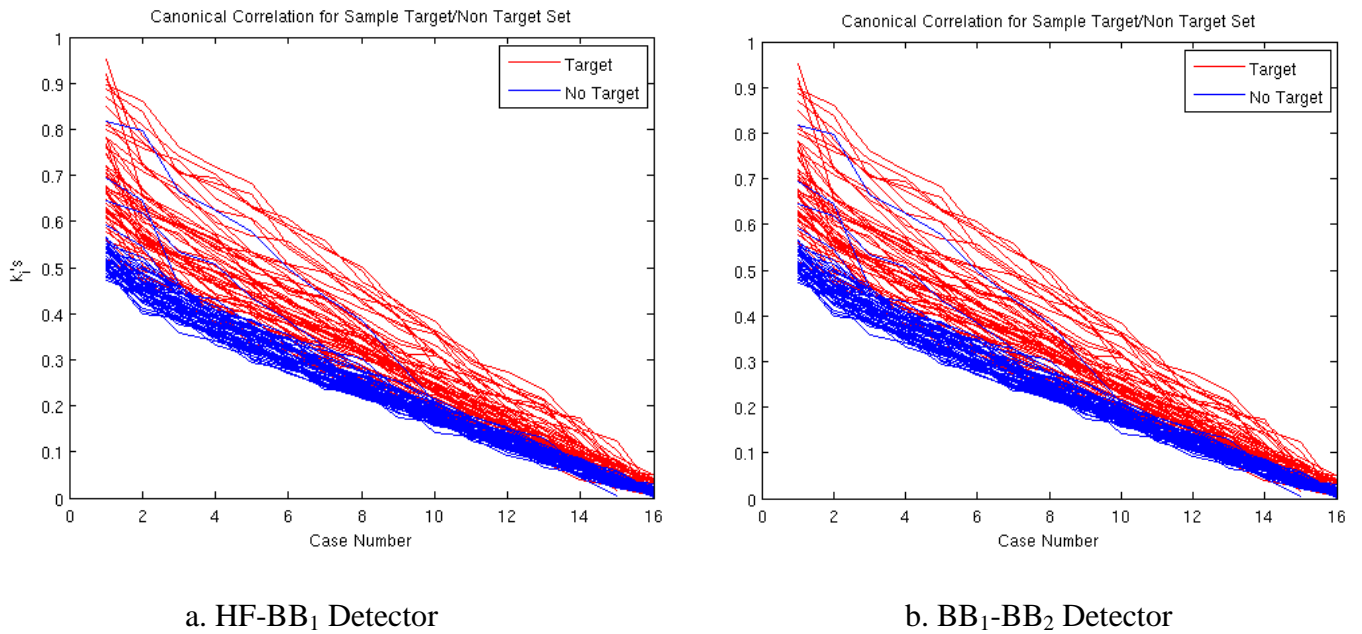 Canonical Correlation for Sample Target/Non Target Set
1
0.9
0.8
0.7
0.6
0.5
0.4
0.3
0.2
0.1
0
k_i's
Target
No Target
0 2 4 6 8 10 12 14 16
Case Number
a. HF-BB₁ Detector
Canonical Correlation for Sample Target/Non Target Set
1
0.9
0.8
0.7
0.6
0.5
0.4
0.3
0.2
0.1
0
Target
No Target
0 2 4 6 8 10 12 14 16
Case Number
b. BB₁-BB₂ Detector